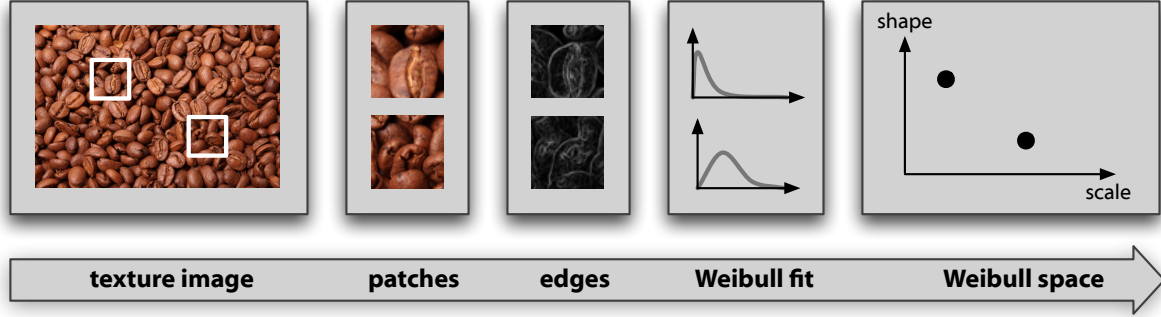 shape
scale
texture image
patches
edges
Weibull fit
Weibull space